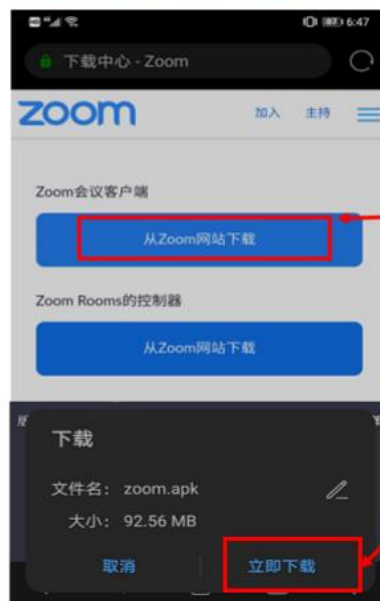 6:47
下载中心 - Zoom
zoom
加入 主持
Zoom会议客户端
从Zoom网站下载
Zoom Rooms的控制器
从Zoom网站下载
下载
文件名: zoom.apk
大小: 92.56 MB
取消 立即下载